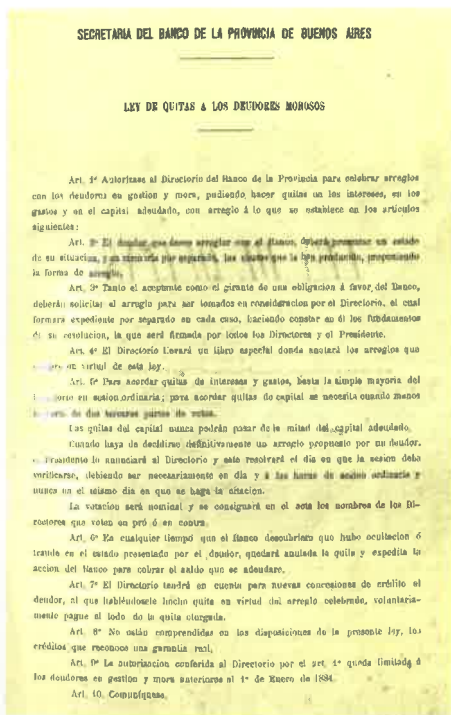 SECRETARIA DEL BANCO DE LA PROVINCIA DE BUENOS AIRES
LEY DE QUITAS A LOS DEUDORES MOROSOS
Art. 1º Autorízase al Directorio del Banco de la Provincia para celebrar arreglos
con los deudores en gestion y mora, pudiendo hacer quitas en los intereses, en los
gastos y en el capital adeudado, con arreglo á lo que se establece en los artículos
siguientes:
Art. 2º El deudor que desee arreglar con el Banco, deberá presentar un estado
de su situacion, y una memoria por separado, las causas que la han producido, proponiendo
la forma de arreglo.
Art. 3º Tanto el aceptante como el girante de una obligacion á favor del Banco,
deberán solicitar el arreglo para ser tomados en consideracion por el Directorio, el cual
formará expediente por separado en cada caso, haciendo constar en él los fundamentos
de su resolucion, la que será firmada por todos los Directores y el Presidente.
Art. 4º El Directorio llevará un libro especial donde anotará los arreglos que
en virtud de esta ley.
Art. 5º Para acordar quitas de intereses y gastos, basta la simple mayoria del
en sesion ordinaria; para acordar quitas de capital se necesita cuando menos
de dos terceras partes de votos.
Las quitas del capital nunca podrán pasar de la mitad del capital adeudado.
Cuando haya de decidirse definitivamente un arreglo propuesto por un deudor,
el Presidente lo anunciará al Directorio y este resolverá el dia en que la sesion deba
verificarse, debiendo ser necesariamente en dia y á las horas de sesion ordinaria y
nunca en el mismo dia en que se haga la citacion.
La votacion será nominal y se consignará en el acta los nombres de los Di-
rectores que voten en pró ó en contra.
Art. 6º En cualquier tiempo que el Banco descubriera que hubo ocultacion ó
fraude en el estado presentado por el deudor, quedará anulada la quita y expedita la
accion del Banco para cobrar el saldo que se adeudare.
Art. 7º El Directorio tendrá en cuenta para nuevas concesiones de crédito el
deudor, al que habiéndosele hecho quita en virtud del arreglo celebrado, voluntaria-
mente pague el todo de la quita otorgada.
Art. 8º No están comprendidas en las disposiciones de la presente ley, los
créditos que reconoce una garantia real.
Art. 9º La autorizacion conferida al Directorio por el art. 1º queda limitada á
los deudores en gestion y mora anteriores al 1º de Enero de 1884.
Art. 10. Comuníquese.